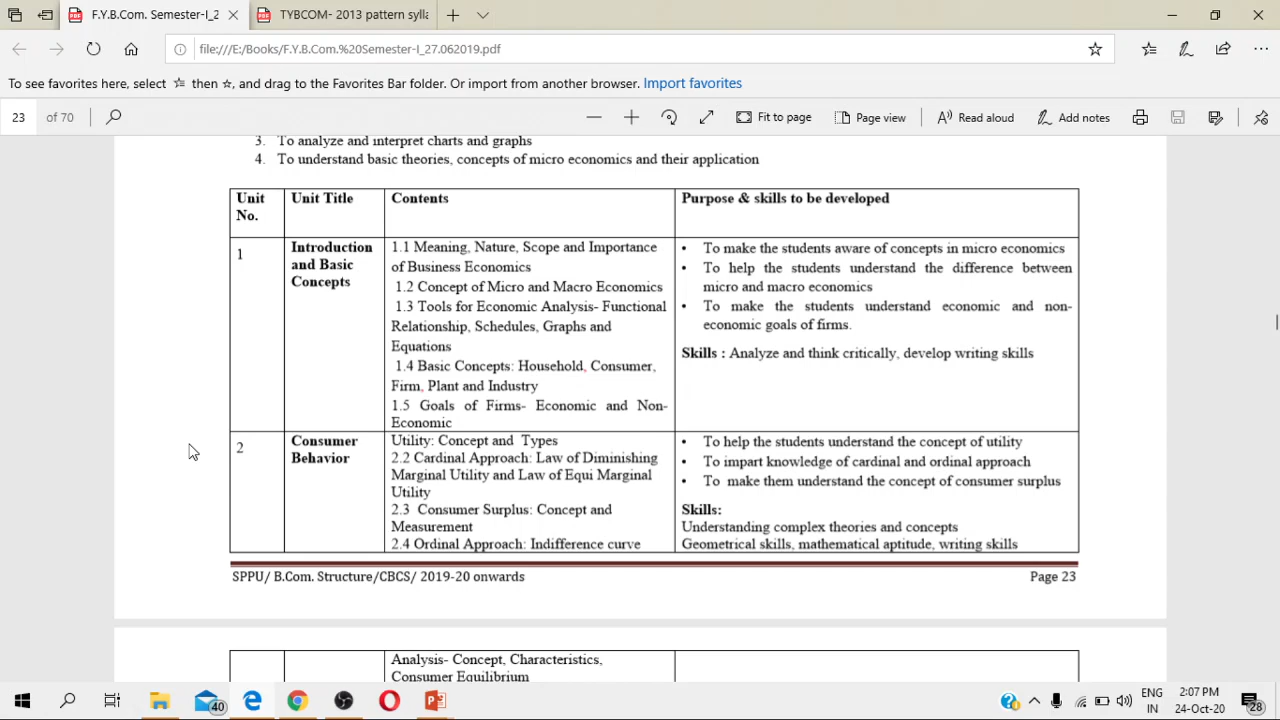 F.Y.B.Com. Semester-I_2
TYBCOM- 2013 pattern sylla
file:///E:/Books/F.Y.B.Com.%20Semester-I_27.062019.pdf
To see favorites here, select ☆ then ☆, and drag to the Favorites Bar folder. Or import from another browser. Import favorites
23 of 70
Fit to page
Page view
Read aloud
Add notes
3. To analyze and interpret charts and graphs
4. To understand basic theories, concepts of micro economics and their application
Unit No.
Unit Title
Contents
Purpose & skills to be developed
1
Introduction
and Basic
Concepts
1.1 Meaning, Nature, Scope and Importance
of Business Economics
1.2 Concept of Micro and Macro Economics
1.3 Tools for Economic Analysis- Functional
Relationship, Schedules, Graphs and
Equations
1.4 Basic Concepts: Household, Consumer,
Firm, Plant and Industry
1.5 Goals of Firms- Economic and Non-
Economic
• To make the students aware of concepts in micro economics
• To help the students understand the difference between
micro and macro economics
• To make the students understand economic and non-
economic goals of firms.
Skills : Analyze and think critically, develop writing skills
2
Consumer
Behavior
Utility: Concept and Types
2.2 Cardinal Approach: Law of Diminishing
Marginal Utility and Law of Equi Marginal
Utility
2.3 Consumer Surplus: Concept and
Measurement
2.4 Ordinal Approach: Indifference curve
• To help the students understand the concept of utility
• To impart knowledge of cardinal and ordinal approach
• To make them understand the concept of consumer surplus
Skills:
Understanding complex theories and concepts
Geometrical skills, mathematical aptitude, writing skills
SPPU/ B.Com. Structure/CBCS/ 2019-20 onwards
Page 23
Analysis- Concept, Characteristics,
Consumer Equilibrium
40
ENG
IN
2:07 PM
24-Oct-20
28